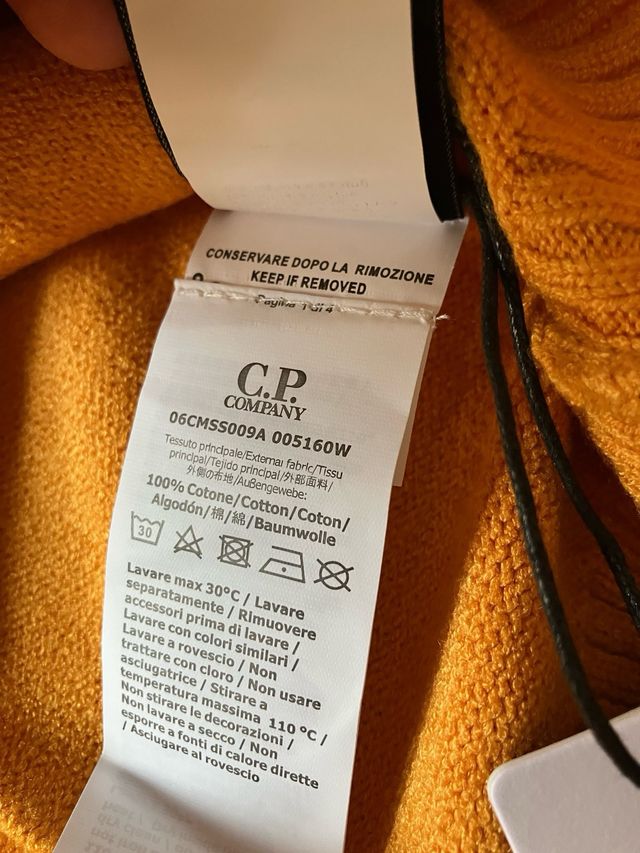 CONSERVARE DOPO LA RIMOZIONE
KEEP IF REMOVED
Pagina 1 di 4
C.P.
COMPANY
06CMSS009A 005160W
Tessuto principale/External fabric/Tissu
principal/Tejido principal/外部面料/
外側の布地/Außengewebe:
100% Cotone/Cotton/Coton/
Algodón/棉/綿/Baumwolle
30
Lavare max 30°C / Lavare
separatamente / Rimuovere
accessori prima di lavare /
Lavare con colori similari /
Lavare a rovescio / Non
trattare con cloro / Non usare
asciugatrice / Stirare a
temperatura massima 110 °C /
Non stirare le decorazioni /
Non lavare a secco / Non
esporre a fonti di calore dirette
/ Asciugare al rovescio